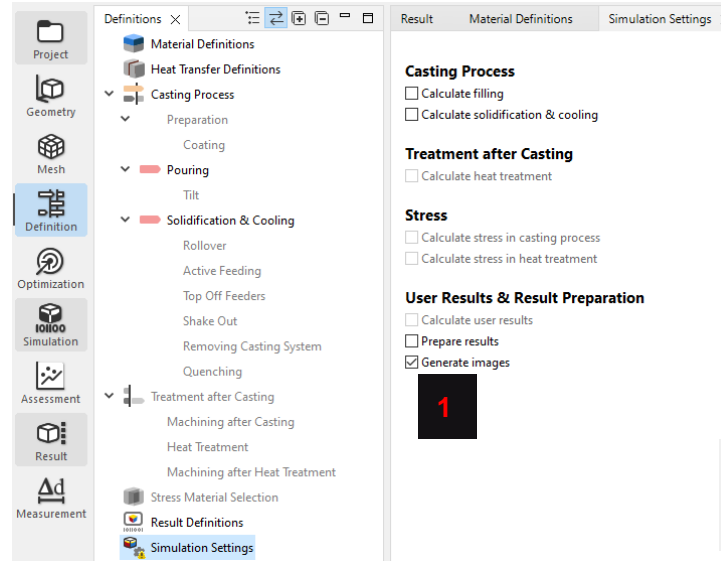 Project
Geometry
Mesh
Definition
Optimization
Simulation
Assessment
Result
Measurement
Definitions
Material Definitions
Heat Transfer Definitions
Casting Process
Preparation
Coating
Pouring
Tilt
Solidification & Cooling
Rollover
Active Feeding
Top Off Feeders
Shake Out
Removing Casting System
Quenching
Treatment after Casting
Machining after Casting
Heat Treatment
Machining after Heat Treatment
Stress Material Selection
Result Definitions
Simulation Settings
Result Material Definitions Simulation Settings
Casting Process
Calculate filling
Calculate solidification & cooling
Treatment after Casting
Calculate heat treatment
Stress
Calculate stress in casting process
Calculate stress in heat treatment
User Results & Result Preparation
Calculate user results
Prepare results
Generate images
1